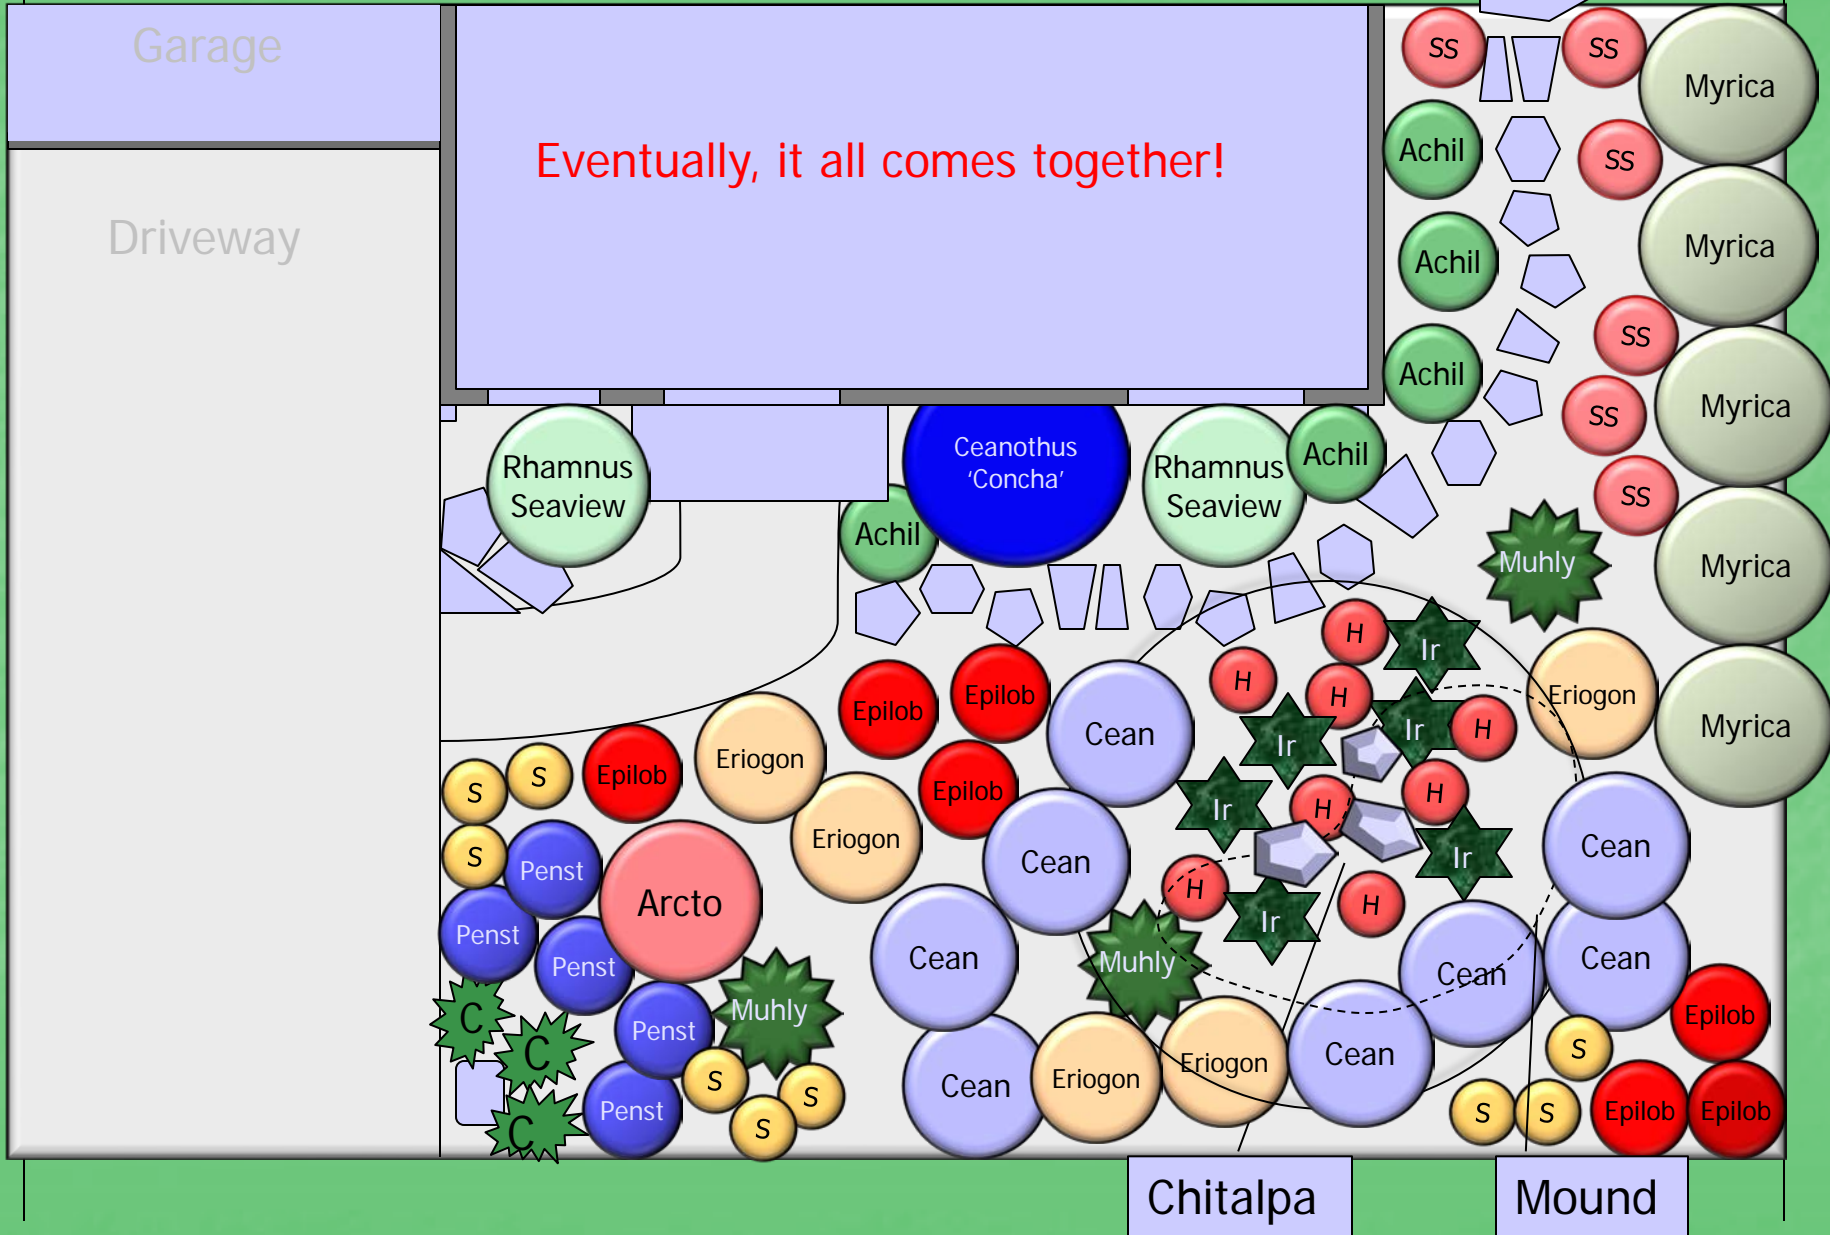 Garage
SS
SS
Myrica
Eventually, it all comes together!
Achil
SS
Driveway
Myrica
Achil
SS
Achil
SS
Myrica
Rhamnus
Seaview
Ceanothus
‘Concha’
Rhamnus
Seaview
Achil
SS
Achil
Muhly
Myrica
H
Ir
Epilob
Epilob
H
H
Eriogon
Cean
Ir
Ir
H
Myrica
S
S
Epilob
Eriogon
Epilob
Ir
H
H
Eriogon
S
Penst
Cean
Ir
Cean
Arcto
H
Ir
H
Penst
Penst
Cean
Muhly
Cean
Cean
C
Muhly
Epilob
C
Penst
S
Cean
Eriogon
Eriogon
Cean
S
C
Penst
S
S
S
S
Epilob
Epilob
Chitalpa
Mound